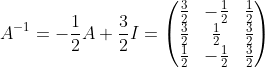 A^{-1} = -\frac{1}{2}A + \frac{3}{2}I = \begin{pmatrix} \frac{3}{2} & -\frac{1}{2} & \frac{1}{2} \\ \frac{3}{2} & \frac{1}{2} & \frac{3}{2} \\ \frac{1}{2} & -\frac{1}{2} & \frac{3}{2} \end{pmatrix}